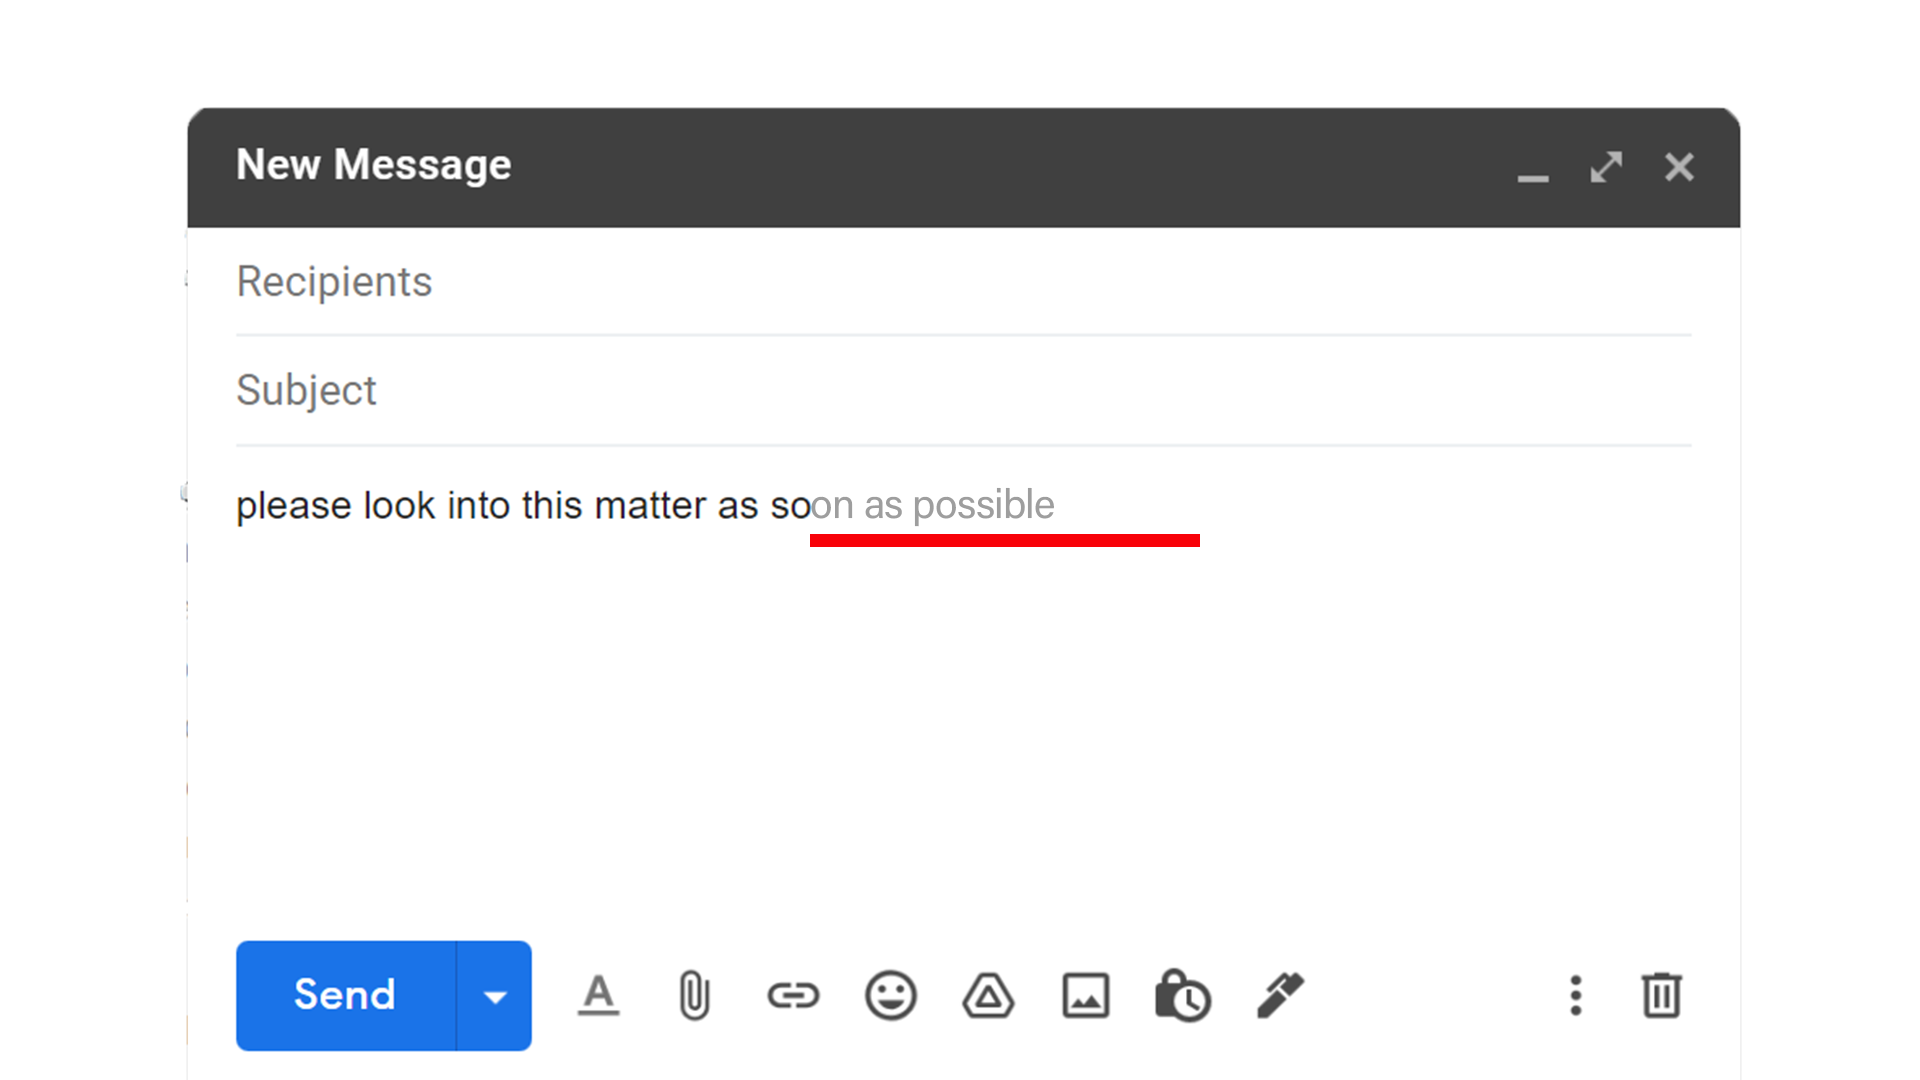 New Message
Recipients
Subject
please look into this matter as soon as possible
Send